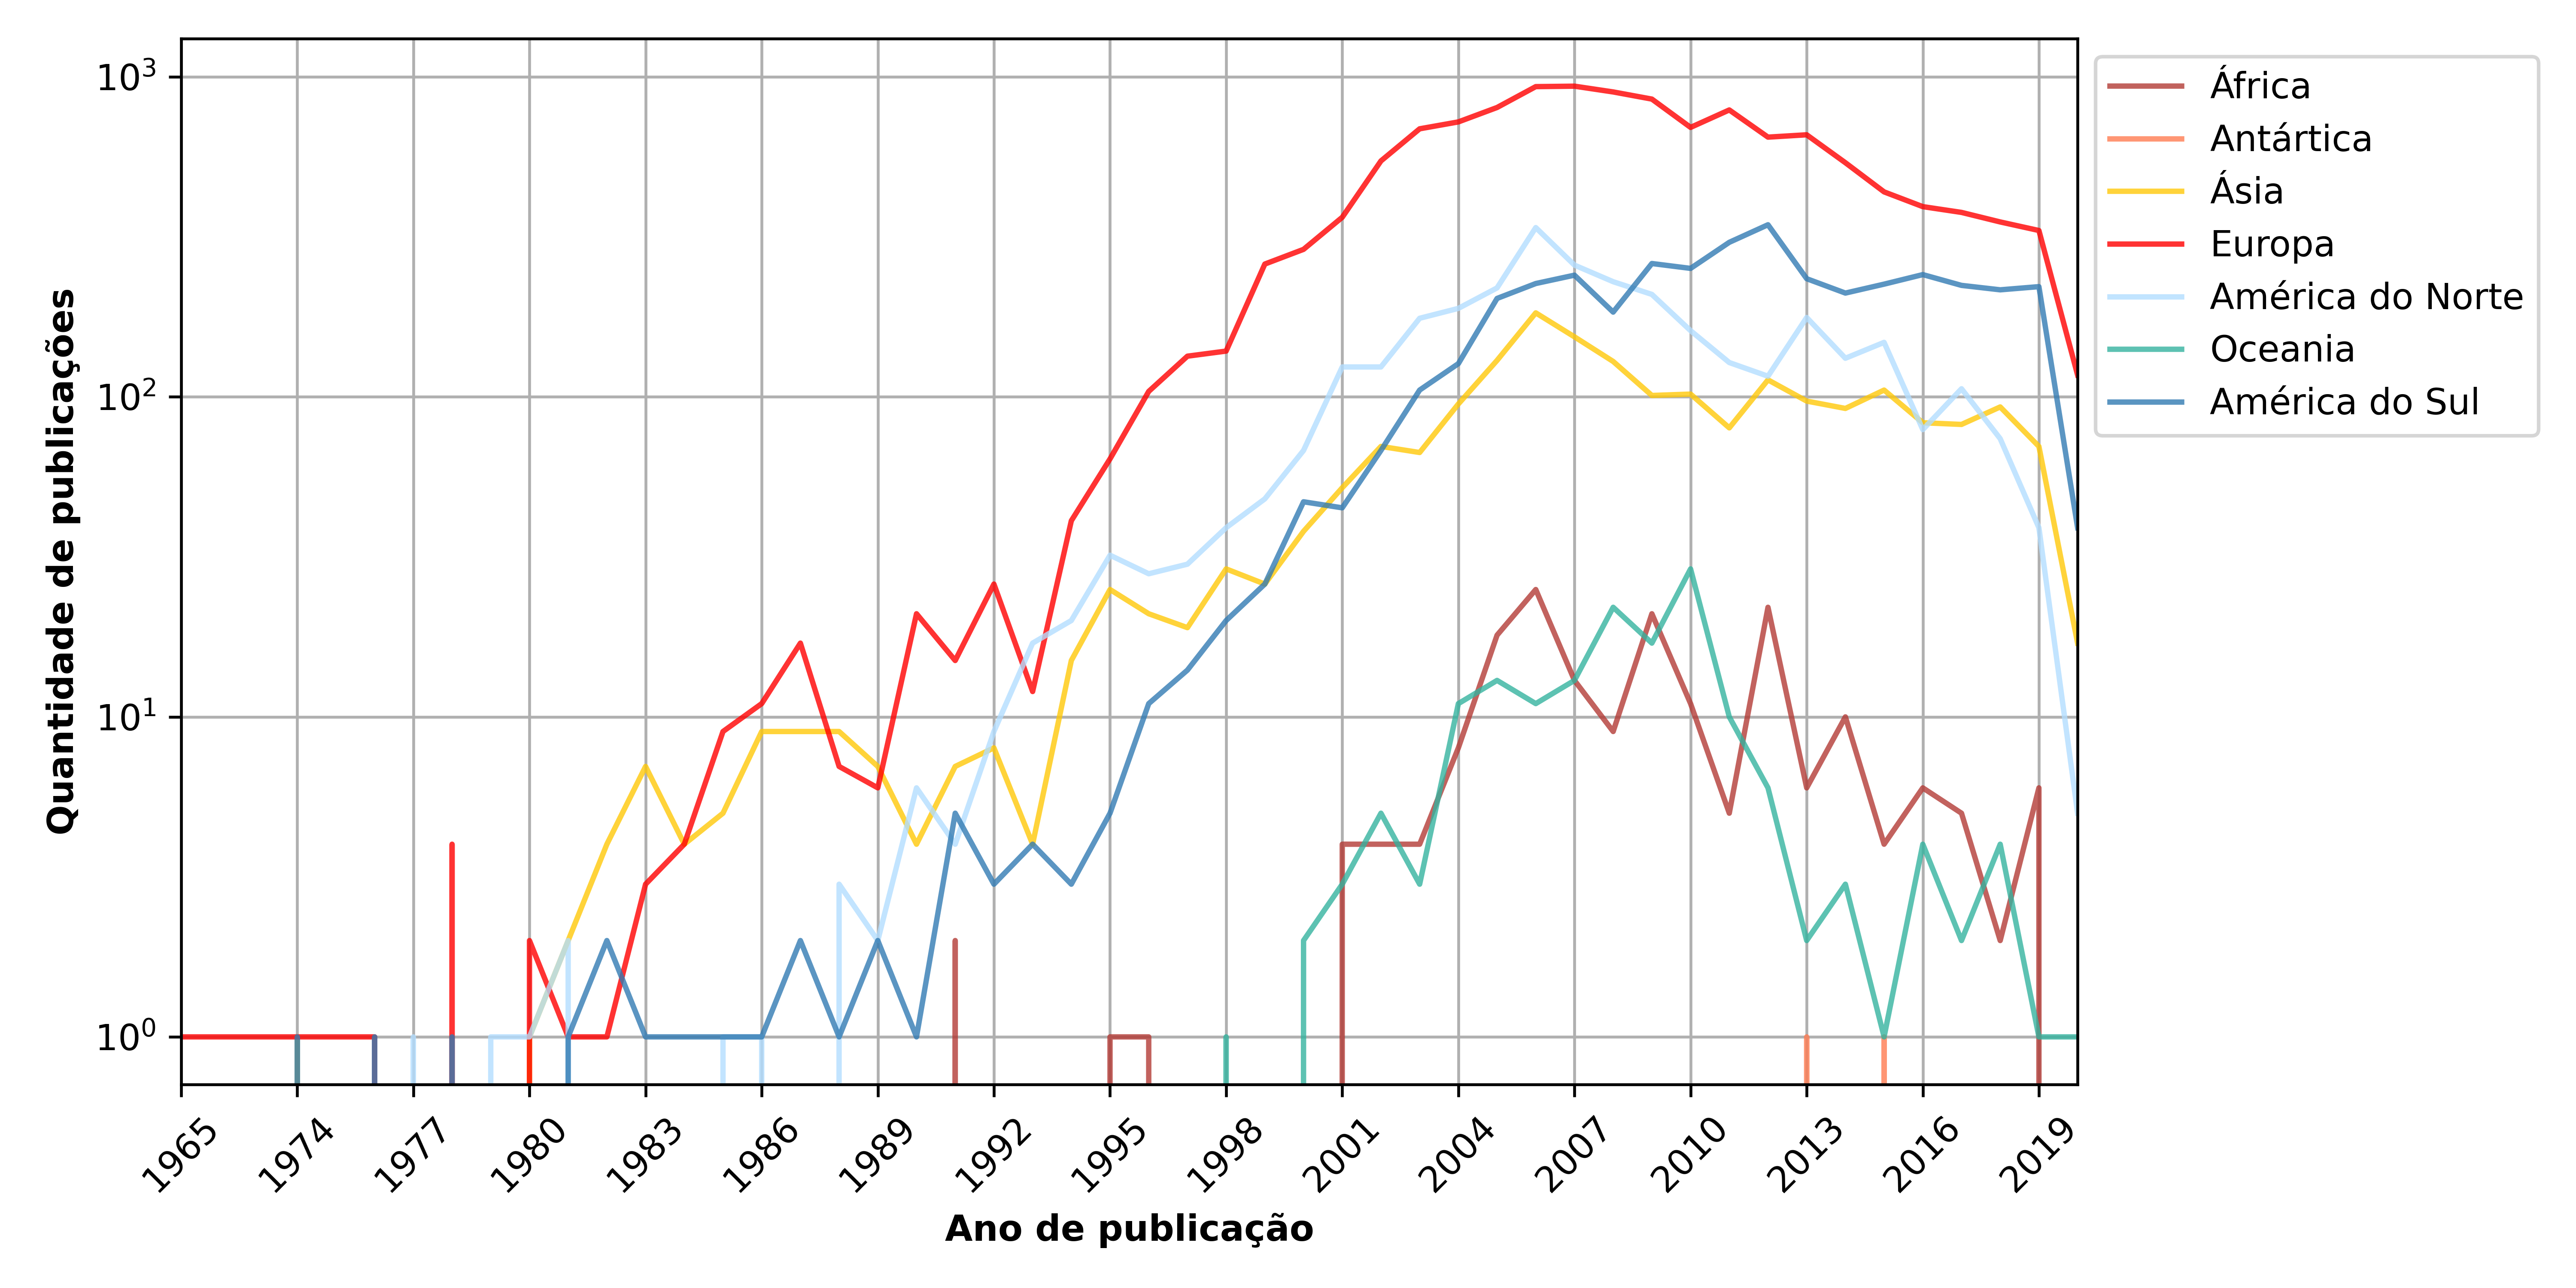 10³
10²
10¹
10⁰
Quantidade de publicações
1965
1974
1977
1980
1983
1986
1989
1992
1995
1998
2001
2004
2007
2010
2013
2016
2019
Ano de publicação
África
Antártica
Ásia
Europa
América do Norte
Oceania
América do Sul